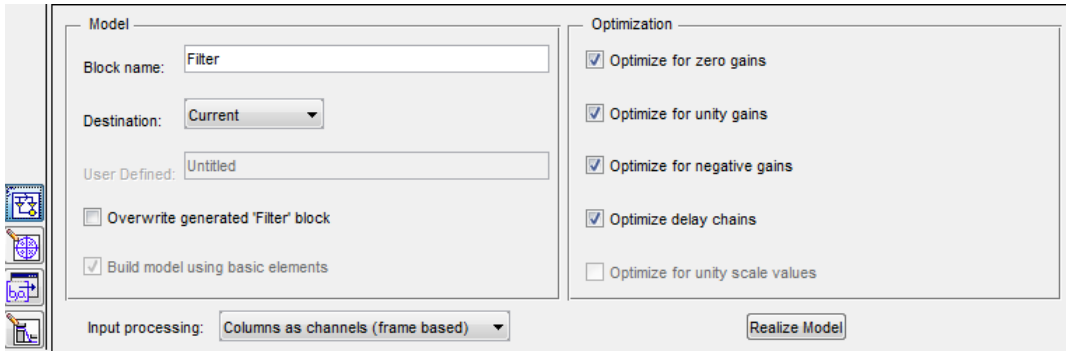 Model
Block name: Filter
Destination: Current
User Defined: Untitled
Overwrite generated 'Filter' block
Build model using basic elements
Optimization
Optimize for zero gains
Optimize for unity gains
Optimize for negative gains
Optimize delay chains
Optimize for unity scale values
[b,a]
Input processing: Columns as channels (frame based)
Realize Model